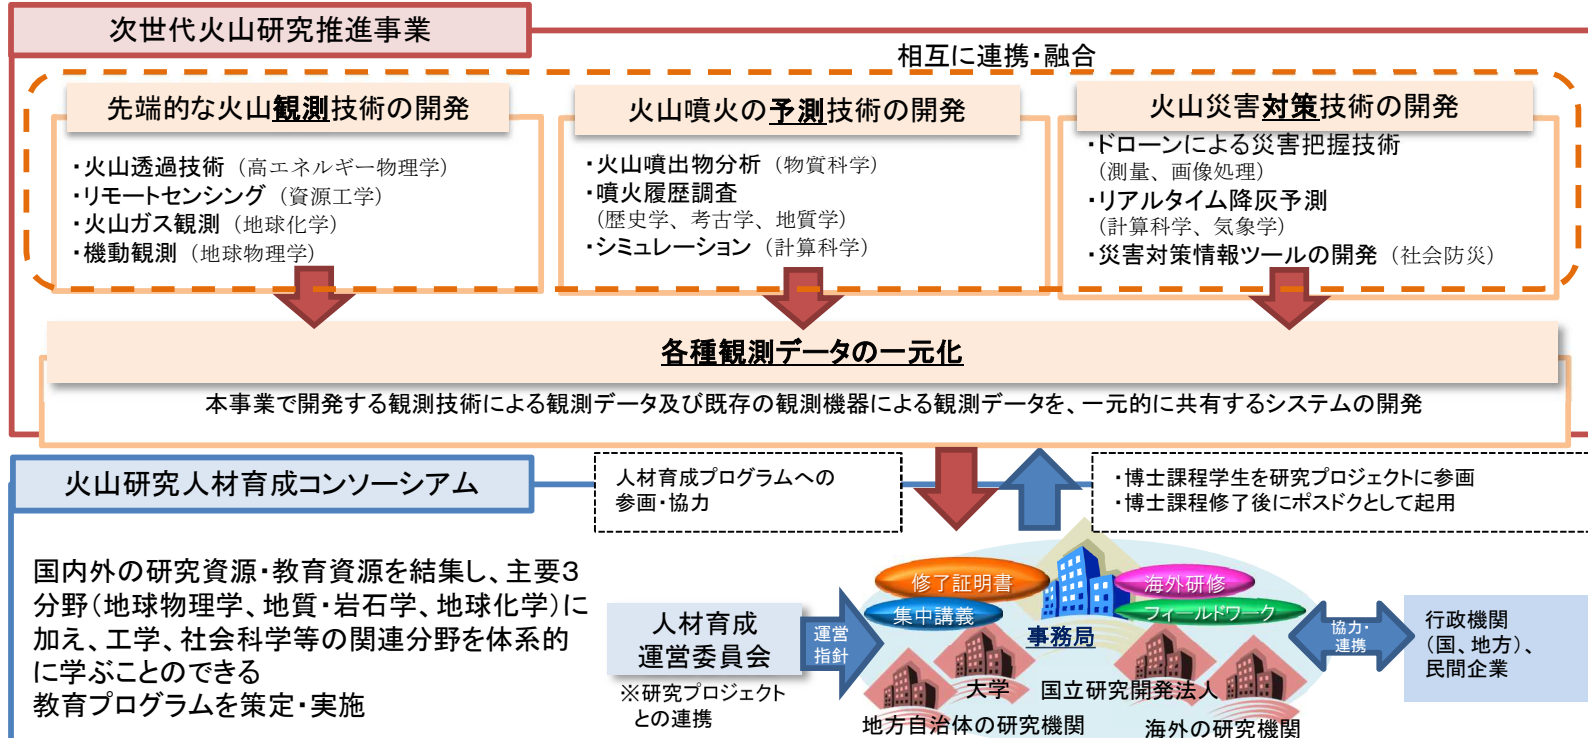 次世代火山研究推進事業
相互に連携・融合
先端的な火山観測技術の開発
・火山透過技術（高エネルギー物理学）
・リモートセンシング（資源工学）
・火山ガス観測（地球化学）
・機動観測（地球物理学）
火山噴火の予測技術の開発
・火山噴出物分析（物質科学）
・噴火履歴調査
（歴史学、考古学、地質学）
・シミュレーション（計算科学）
火山災害対策技術の開発
・ドローンによる災害把握技術
（測量、画像処理）
・リアルタイム降灰予測
（計算科学、気象学）
・災害対策情報ツールの開発（社会防災）
各種観測データの一元化
本事業で開発する観測技術による観測データ及び既存の観測機器による観測データを、一元的に共有するシステムの開発
火山研究人材育成コンソーシアム
人材育成プログラムへの
参画・協力
・博士課程学生を研究プロジェクトに参画
・博士課程修了後にポスドクとして起用
国内外の研究資源・教育資源を結集し、主要３
分野（地球物理学、地質・岩石学、地球化学）に
加え、工学、社会科学等の関連分野を体系的
に学ぶことのできる
教育プログラムを策定・実施
人材育成
運営委員会
※研究プロジェクト
との連携
運営
指針
修了証明書
集中講義
海外研修
フィールドワーク
事務局
大学
国立研究開発法人
地方自治体の研究機関
海外の研究機関
協力・
連携
行政機関
（国、地方）、
民間企業